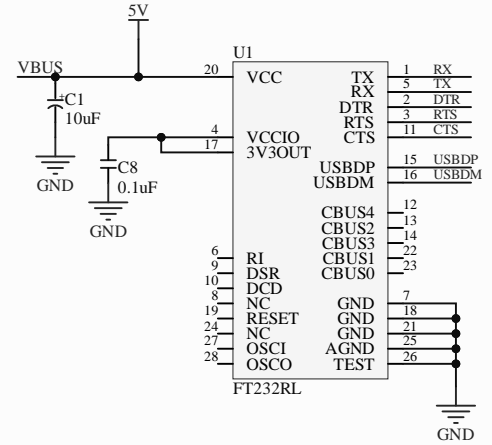 5V
U1
VBUS 20 VCC TX 1 RX
RX 5 TX
+ C1 DTR 2 DTR
10uF RTS 3 RTS
4 VCCIO CTS 11 CTS
17 3V3OUT
C8 USBDP 15 USBDP
GND 0.1uF USBDM 16 USBDM
GND
CBUS4 12
CBUS2 13
CBUS3 14
6 RI CBUS1 22
9 DSR CBUS0 23
10 DCD
8 NC GND 7
19 RESET GND 18
24 NC GND 21
27 OSCI AGND 25
28 OSCO TEST 26
FT232RL
GND